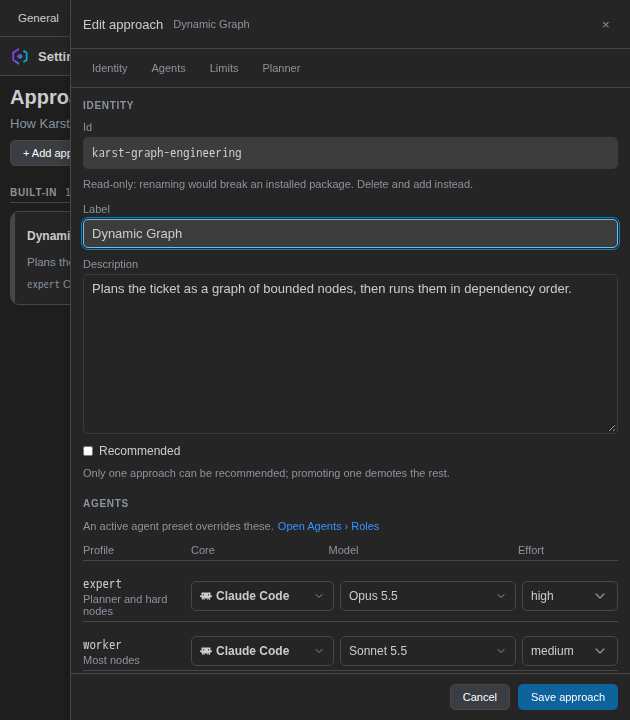 General
Edit approach Dynamic Graph ×
Identity Agents Limits Planner
Settin
Approa
How Karst
+ Add app
BUILT-IN 1
Dynami
Plans the
expert O
IDENTITY
Id
karst-graph-engineering
Read-only: renaming would break an installed package. Delete and add instead.
Label
Dynamic Graph
Description
Plans the ticket as a graph of bounded nodes, then runs them in dependency order.
Recommended
Only one approach can be recommended; promoting one demotes the rest.
AGENTS
An active agent preset overrides these. Open Agents › Roles
Profile Core Model Effort
expert
Planner and hard
nodes
Claude Code Opus 5.5 high
worker
Most nodes
Claude Code Sonnet 5.5 medium
Cancel Save approach